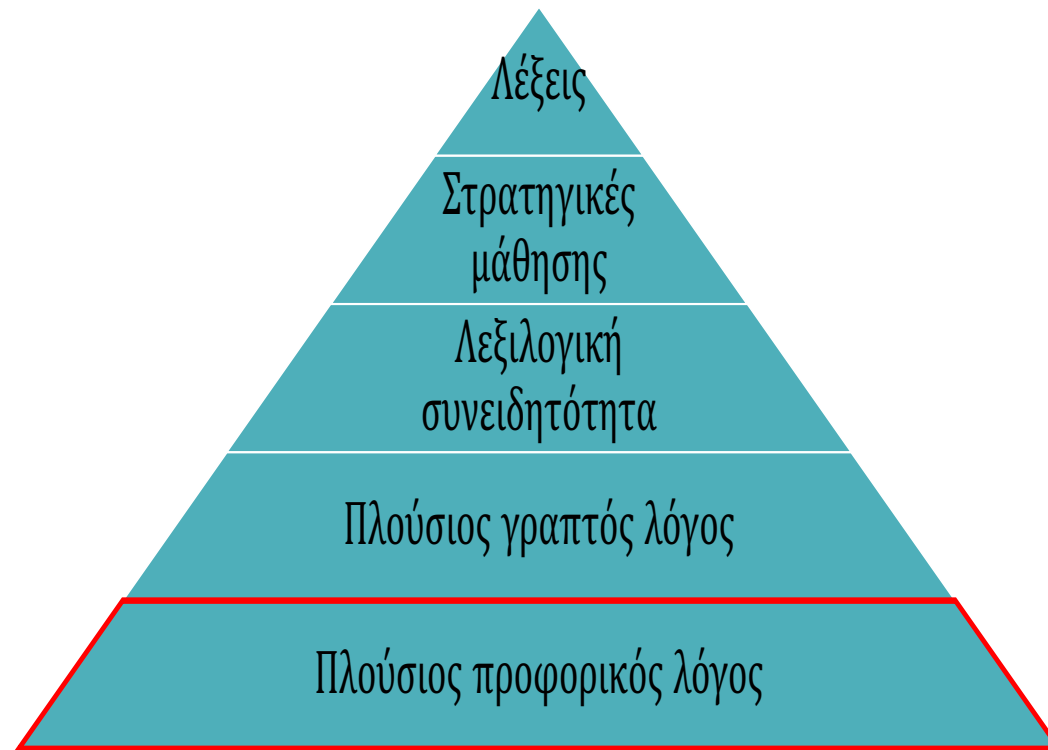 Λέξεις
Στρατηγικές
μάθησης
Λεξιλογική
συνειδητότητα
Πλούσιος γραπτός λόγος
Πλούσιος προφορικός λόγος